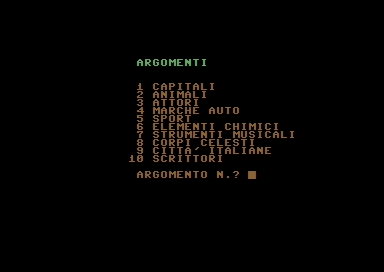 ARGOMENTI
1 CAPITALI
2 ANIMALI
3 ATTORI
4 MARCHE AUTO
5 SPORT
6 ELEMENTI CHIMICI
7 STRUMENTI MUSICALI
8 CORPI CELESTI
9 CITTA' ITALIANE
10 SCRITTORI
ARGOMENTO N.?